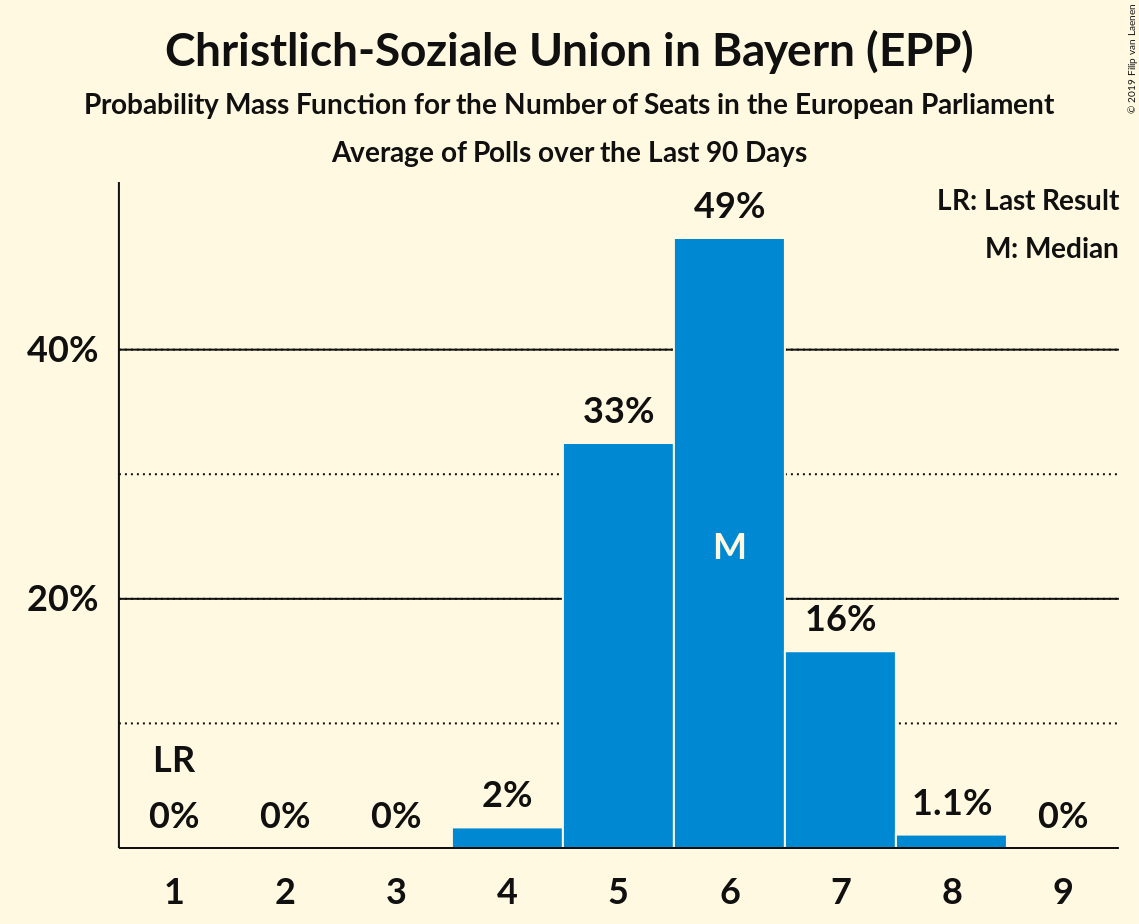 Christlich-Soziale Union in Bayern (EPP)
Probability Mass Function for the Number of Seats in the European Parliament
Average of Polls over the Last 90 Days
© 2019 Filip van Laenen
LR: Last Result
M: Median
49%
40%
33%
M
20%
16%
LR
0%
0%
0%
2%
1.1%
0%
1 2 3 4 5 6 7 8 9